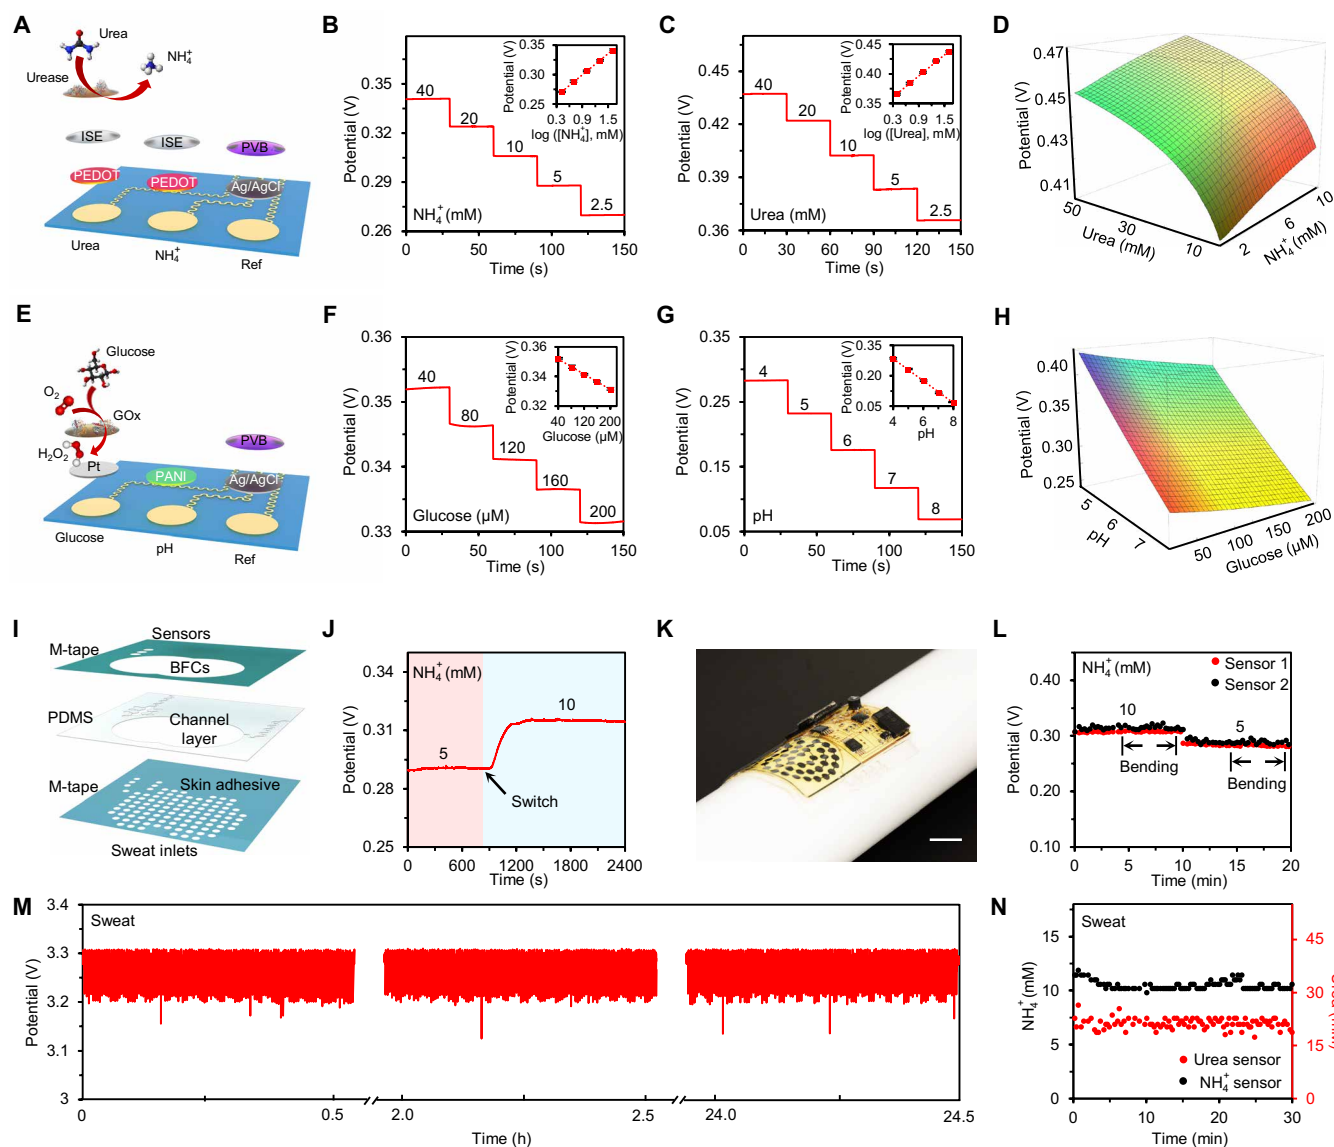 A
Urea
NH4+
Urease
ISE
ISE
PVB
PEDOT
PEDOT
Ag/AgCl
Urea
NH4+
Ref
B
Potential (V)
0.35
0.32
0.29
0.26
40
20
10
5
2.5
NH4+ (mM)
0 50 100 150
Time (s)
Potential (V)
0.35
0.30
0.25
0.3 0.9 1.5
log ([NH4+], mM)
C
Potential (V)
0.45
0.42
0.39
0.36
40
20
10
5
2.5
Urea (mM)
0 30 60 90 120 150
Time (s)
Potential (V)
0.45
0.40
0.35
0.3 0.9 1.5
log ([Urea], mM)
D
Potential (V)
0.47
0.45
0.43
0.41
50
30
10
Urea (mM)
2
6
10
NH4+ (mM)
E
Glucose
O2
GOx
H2O2
Pt
PANI
PVB
Ag/AgCl
Glucose
pH
Ref
F
Potential (V)
0.36
0.35
0.34
0.33
40
80
120
160
200
Glucose (µM)
0 50 100 150
Time (s)
Potential (V)
0.36
0.34
0.32
40 120 200
Glucose (µM)
G
Potential (V)
0.35
0.25
0.15
0.05
4
5
6
7
8
pH
0 50 100 150
Time (s)
Potential (V)
0.35
0.25
0.15
0.05
4 6 8
pH
H
Potential (V)
0.40
0.35
0.30
0.25
5
6
7
pH
50
100
150
200
Glucose (µM)
I
Sensors
M-tape
BFCs
PDMS
Channel
layer
M-tape
Skin adhesive
Sweat inlets
J
Potential (V)
0.34
0.31
0.28
0.25
NH4+ (mM)
5
10
Switch
0 600 1200 1800 2400
Time (s)
K
L
Potential (V)
0.40
0.30
0.20
0.10
NH4+ (mM)
Sensor 1
Sensor 2
10
5
Bending
Bending
0 5 10 15 20
Time (min)
M
Potential (V)
3.4
3.3
3.2
3.1
3
Sweat
0 0.5 2.0 2.5 24.0 24.5
Time (h)
N
NH4+ (mM)
15
10
5
0
Sweat
Urea sensor
NH4+ sensor
45
30
15
0
0 10 20 30
Time (min)